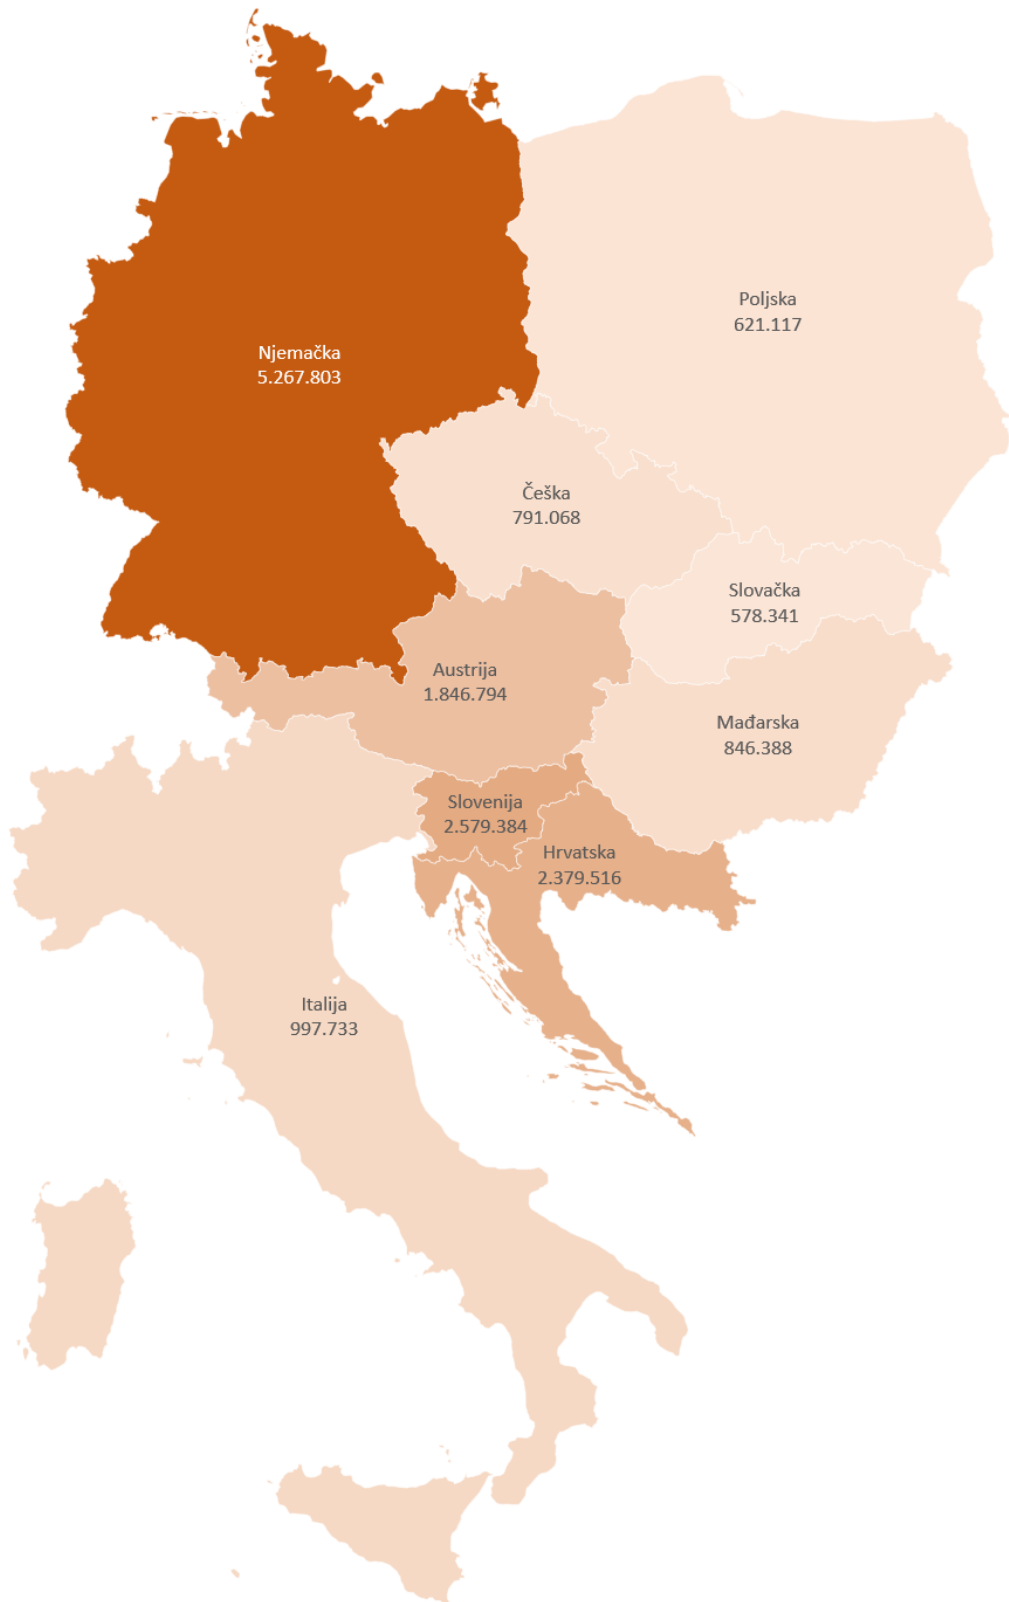 Poljska
621.117
Njemačka
5.267.803
Češka
791.068
Slovačka
578.341
Austrija
1.846.794
Mađarska
846.388
Slovenija
2.579.384
Hrvatska
2.379.516
Italija
997.733